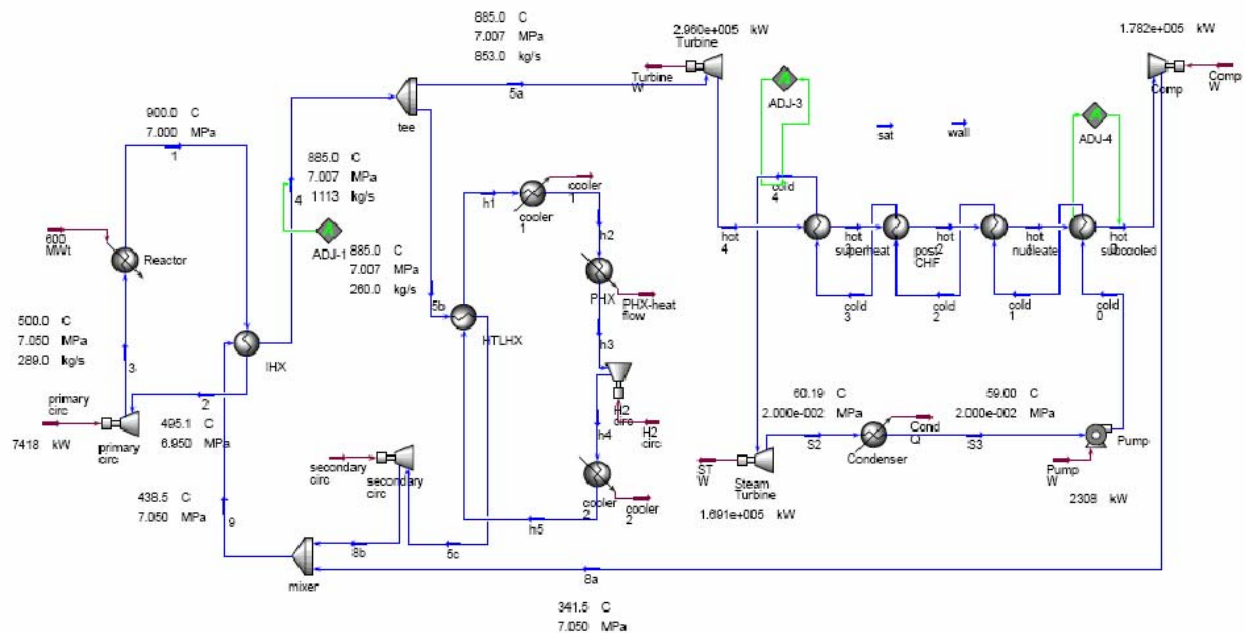 885.0 C
7.007 MPa
853.0 kg/s
2.960e+005 kW
Turbine
Turbine
W
5a
tee
1.782e+005 kW
Comp
Comp
W
ADJ-3
ADJ-4
sat
wall
900.0 C
7.000 MPa
1
885.0 C
7.007 MPa
1113 kg/s
4
ADJ-1
600
MWt
Reactor
885.0 C
7.007 MPa
260.0 kg/s
5b
HTLHX
h1
cooler
1
cooler
1
h2
PHX
PHX-heat
flow
h3
H2
circ
H2
circ
h4
cooler
2
cooler
2
h5
cold
4
hot
4
hot
3
superheat
hot
2
post
CHF
hot
1
nucleate
hot
0
subcooled
cold
3
cold
2
cold
1
cold
0
500.0 C
7.050 MPa
289.0 kg/s
3
IHX
2
primary
circ
7418 kW
primary
circ
495.1 C
6.950 MPa
438.5 C
7.050 MPa
9
secondary
circ
secondary
circ
8b
5c
mixer
60.19 C
2.000e-002 MPa
S2
Cond
Q
Condenser
59.00 C
2.000e-002 MPa
S3
Pump
Pump
W
2308 kW
ST
W
Steam
Turbine
1.691e+005 kW
8a
341.5 C
7.050 MPa